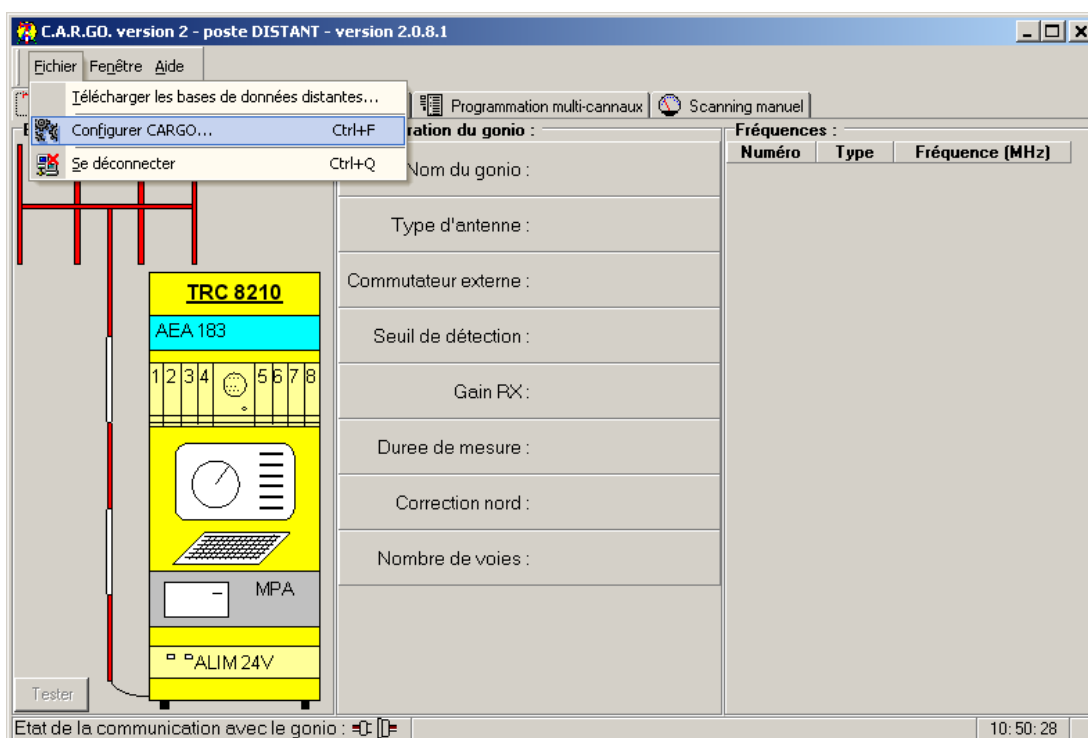 C.A.R.GO. version 2 - poste DISTANT - version 2.0.8.1
Fichier Fenêtre Aide
Télécharger les bases de données distantes...
Configurer CARGO... Ctrl+F
Se déconnecter Ctrl+Q
Programmation multi-cannaux
Scanning manuel
ration du gonio :
Nom du gonio :
Type d'antenne :
Commutateur externe :
Seuil de détection :
Gain RX :
Duree de mesure :
Correction nord :
Nombre de voies :
Fréquences :
Numéro Type Fréquence (MHz)
TRC 8210
AEA 183
1 2 3 4 5 6 7 8
MPA
ALIM 24V
Tester
Etat de la communication avec le gonio :
10:50:28